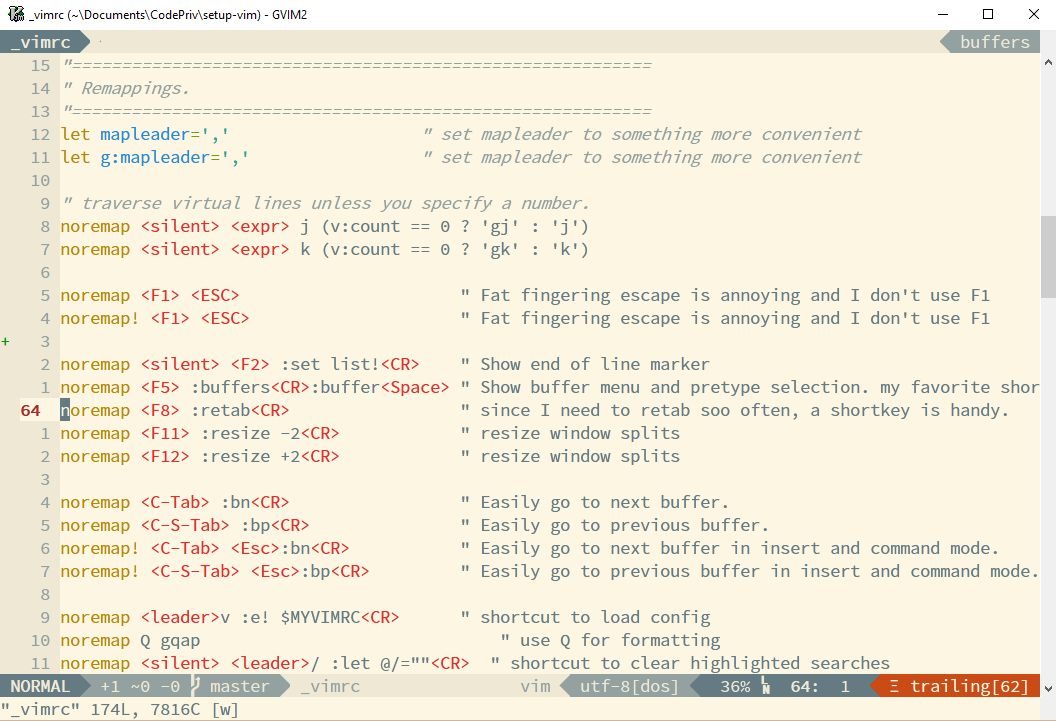 _vimrc (~\Documents\CodePriv\setup-vim) - GVIM2
_vimrc buffers
15 "==========================================================
14 " Remappings.
13 "==========================================================
12 let mapleader=',' " set mapleader to something more convenient
11 let g:mapleader=',' " set mapleader to something more convenient
10
9 " traverse virtual lines unless you specify a number.
8 noremap <silent> <expr> j (v:count == 0 ? 'gj' : 'j')
7 noremap <silent> <expr> k (v:count == 0 ? 'gk' : 'k')
6
5 noremap <F1> <ESC> " Fat fingering escape is annoying and I don't use F1
4 noremap! <F1> <ESC> " Fat fingering escape is annoying and I don't use F1
+ 3
2 noremap <silent> <F2> :set list!<CR> " Show end of line marker
1 noremap <F5> :buffers<CR>:buffer<Space> " Show buffer menu and pretype selection. my favorite shor
64 noremap <F8> :retab<CR> " since I need to retab soo often, a shortkey is handy.
1 noremap <F11> :resize -2<CR> " resize window splits
2 noremap <F12> :resize +2<CR> " resize window splits
3
4 noremap <C-Tab> :bn<CR> " Easily go to next buffer.
5 noremap <C-S-Tab> :bp<CR> " Easily go to previous buffer.
6 noremap! <C-Tab> <Esc>:bn<CR> " Easily go to next buffer in insert and command mode.
7 noremap! <C-S-Tab> <Esc>:bp<CR> " Easily go to previous buffer in insert and command mode.
8
9 noremap <leader>v :e! $MYVIMRC<CR> " shortcut to load config
10 noremap Q gqap " use Q for formatting
11 noremap <silent> <leader>/ :let @/=""<CR> " shortcut to clear highlighted searches
NORMAL +1 ~0 -0 master _vimrc vim utf-8[dos] 36% LN 64: 1 Ξ trailing[62]
"_vimrc" 174L, 7816C [w]